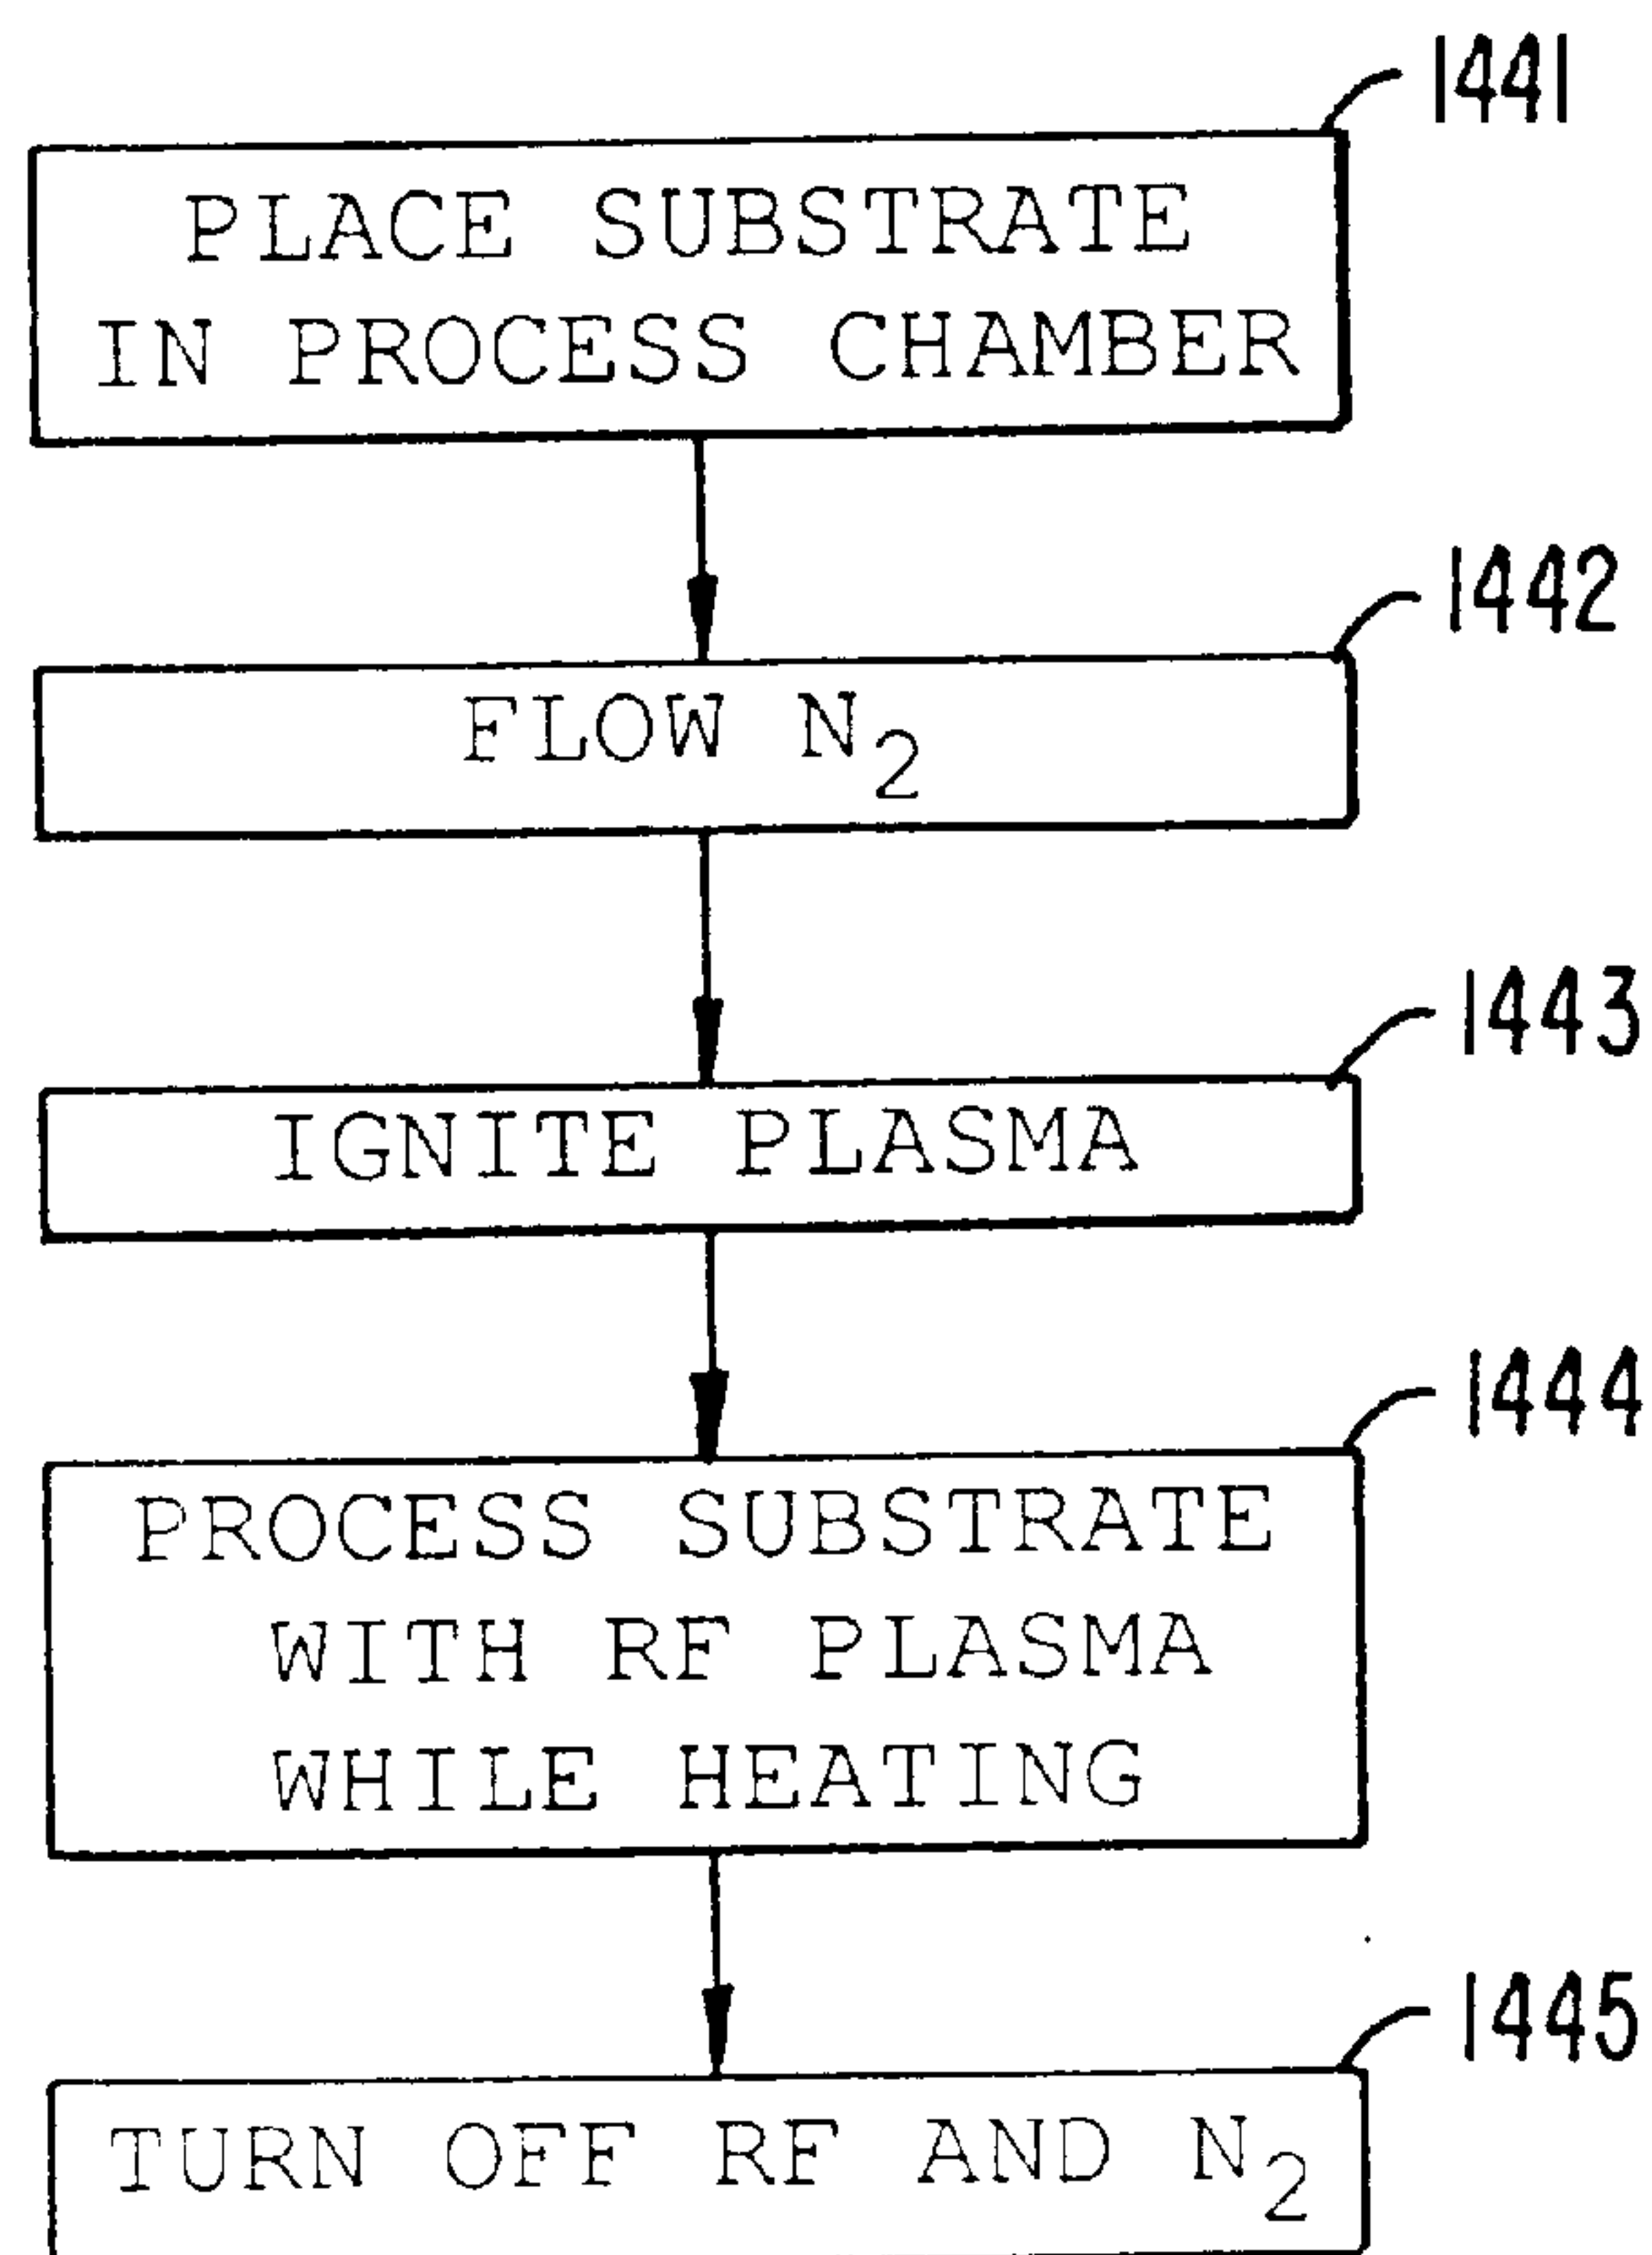 1441
PLACE SUBSTRATE
IN PROCESS CHAMBER
1442
FLOW N₂
1443
IGNITE PLASMA
1444
PROCESS SUBSTRATE
WITH RF PLASMA
WHILE HEATING
1445
TURN OFF RF AND N₂